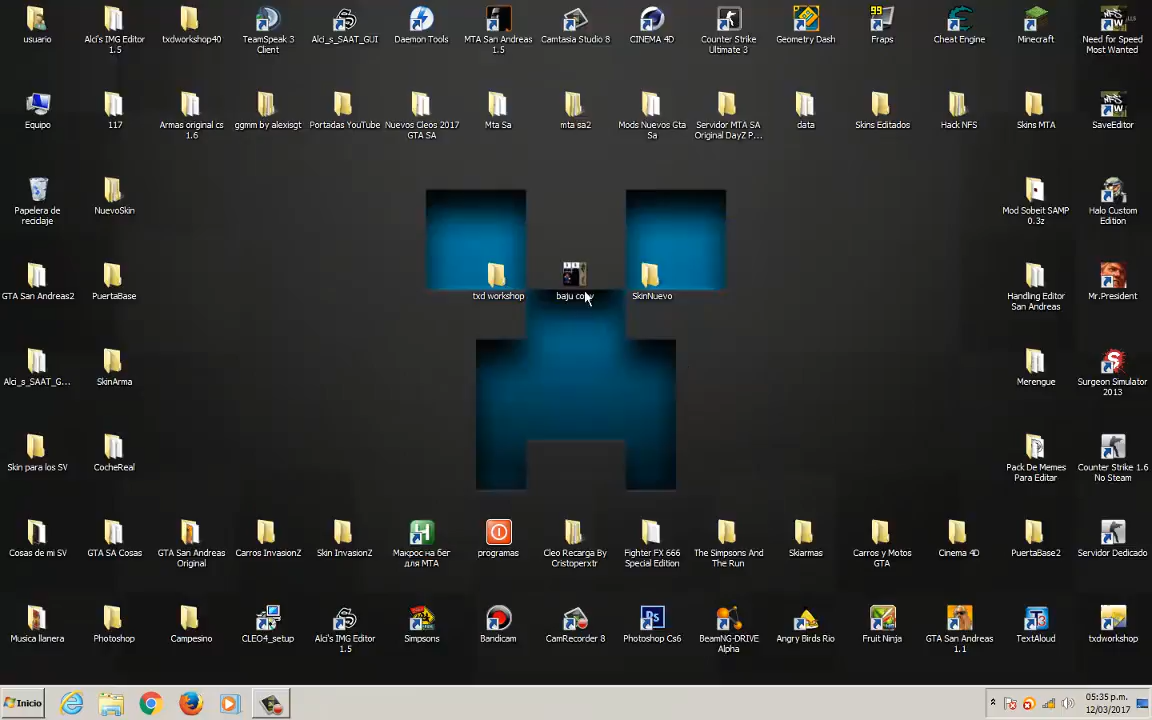 usuario
Alci's IMG Editor 1.5
txdworkshop40
TeamSpeak 3 Client
Alci_s_SAAT_GUI
Daemon Tools
MTA San Andreas 1.5
Camtasia Studio 8
CINEMA 4D
Counter Strike Ultimate 3
Geometry Dash
99
Fraps
Cheat Engine
Minecraft
Need for Speed Most Wanted
Equipo
117
Armas original cs 1.6
ggmm by alexisgt
Portadas YouTube
Nuevos Cleos 2017 GTA SA
Mta Sa
mta sa2
Mods Nuevos Gta Sa
Servidor MTA SA Original DayZ P...
data
Skins Editados
Hack NFS
Skins MTA
SaveEditor
Papelera de reciclaje
NuevoSkin
Mod Sobeit SAMP 0.3z
Halo Custom Edition
GTA San Andreas2
PuertaBase
txd workshop
SkinNuevo
Handling Editor San Andreas
Mr.President
Alci_s_SAAT_G...
SkinArma
Merengue
Surgeon Simulator 2013
Skin para los SV
CocheReal
Pack De Memes Para Editar
Counter Strike 1.6 No Steam
Cosas de mi SV
GTA SA Cosas
GTA San Andreas Original
Carros InvasionZ
Skin InvasionZ
Макрос на бег для МТА
programas
Cleo Recarga By Cristoperxtr
Fighter FX 666 Special Edition
The Simpsons And The Run
Skiarmas
Carros y Motos GTA
Cinema 4D
PuertaBase2
Servidor Dedicado
Musica llanera
Photoshop
Campesino
CLEO4_setup
Alci's IMG Editor 1.5
Simpsons
Bandicam
CamRecorder 8
Ps
Photoshop Cs6
BeamNG-DRIVE Alpha
Angry Birds Rio
Fruit Ninja
GTA San Andreas 1.1
TextAloud
txdworkshop
Inicio
05:35 p.m.
12/03/2017